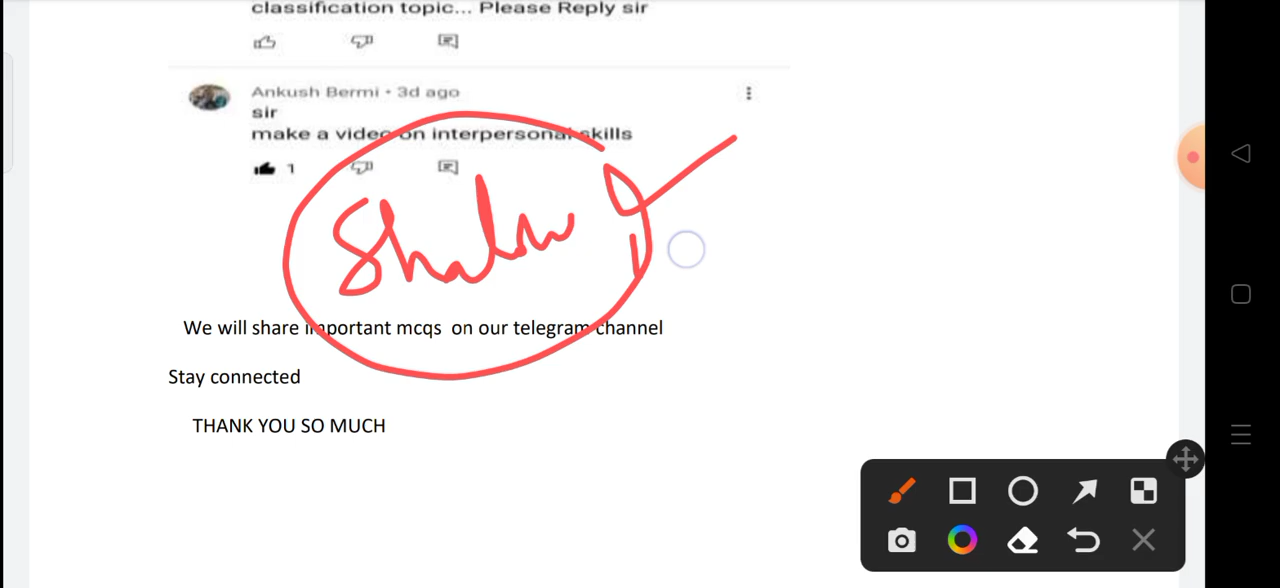 classification topic... Please Reply sir
Ankush Bermi • 3d ago
sir
make a video on interpersonal skills
1
We will share important mcqs on our telegram channel
Stay connected
THANK YOU SO MUCH